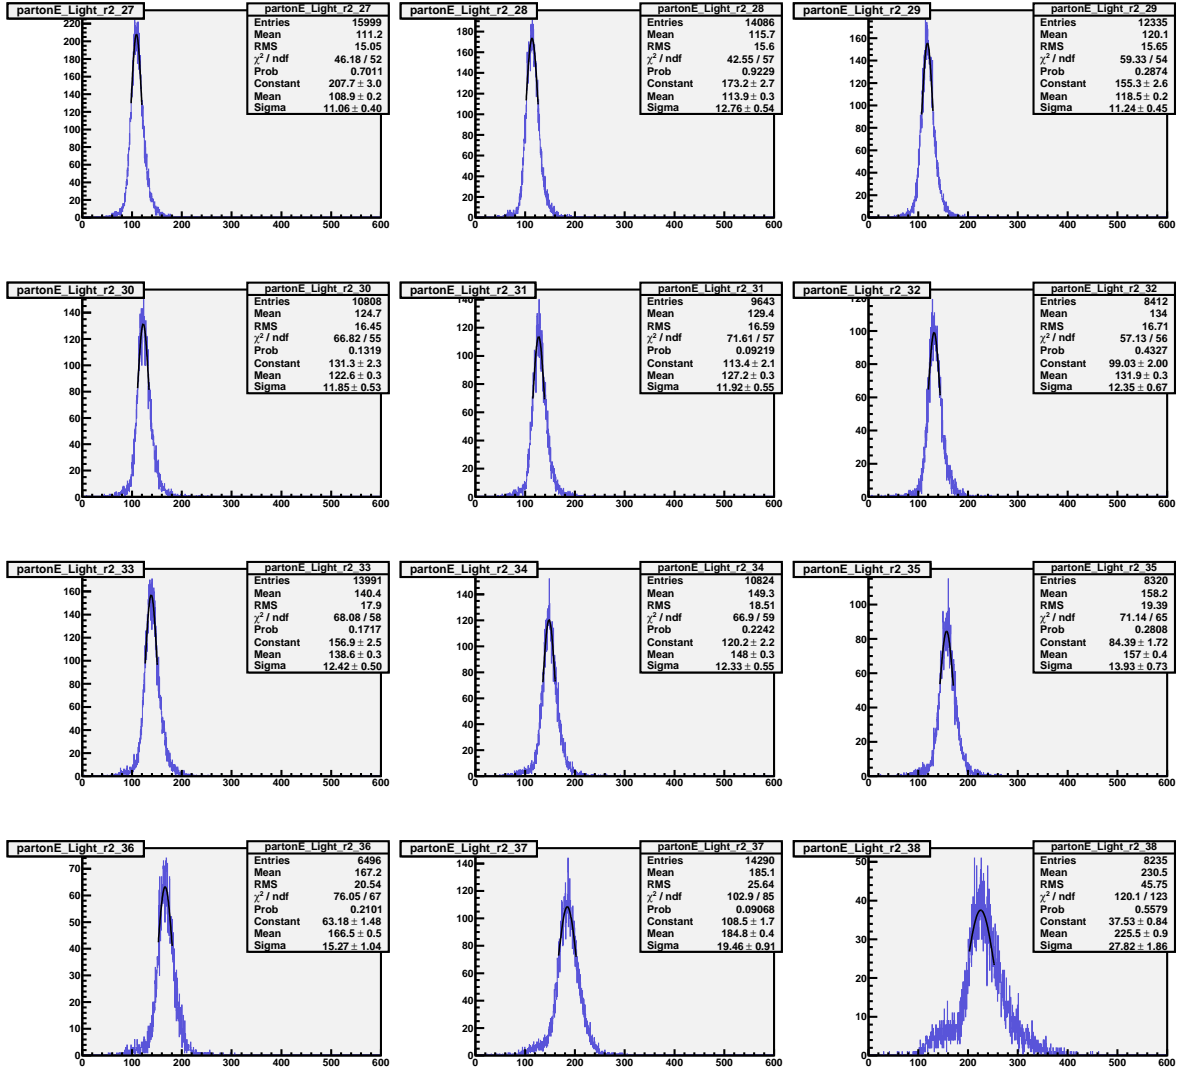 partonE_Light_r2_27
partonE_Light_r2_27
Entries 15999
Mean 111.2
RMS 15.05
χ² / ndf 46.18 / 52
Prob 0.7011
Constant 207.7 ± 3.0
Mean 108.9 ± 0.2
Sigma 11.06 ± 0.40
220
200
180
160
140
120
100
80
60
40
20
0
0 100 200 300 400 500 600
partonE_Light_r2_28
partonE_Light_r2_28
Entries 14086
Mean 115.7
RMS 15.6
χ² / ndf 42.55 / 57
Prob 0.9229
Constant 173.2 ± 2.7
Mean 113.9 ± 0.3
Sigma 12.76 ± 0.54
180
160
140
120
100
80
60
40
20
0
0 100 200 300 400 500 600
partonE_Light_r2_29
partonE_Light_r2_29
Entries 12335
Mean 120.1
RMS 15.65
χ² / ndf 59.33 / 54
Prob 0.2874
Constant 155.3 ± 2.6
Mean 118.5 ± 0.2
Sigma 11.24 ± 0.45
160
140
120
100
80
60
40
20
0
0 100 200 300 400 500 600
partonE_Light_r2_30
partonE_Light_r2_30
Entries 10808
Mean 124.7
RMS 16.45
χ² / ndf 66.82 / 55
Prob 0.1319
Constant 131.3 ± 2.3
Mean 122.6 ± 0.3
Sigma 11.85 ± 0.53
140
120
100
80
60
40
20
0
0 100 200 300 400 500 600
partonE_Light_r2_31
partonE_Light_r2_31
Entries 9643
Mean 129.4
RMS 16.59
χ² / ndf 71.61 / 57
Prob 0.09219
Constant 113.4 ± 2.1
Mean 127.2 ± 0.3
Sigma 11.92 ± 0.55
140
120
100
80
60
40
20
0
0 100 200 300 400 500 600
partonE_Light_r2_32
partonE_Light_r2_32
Entries 8412
Mean 134
RMS 16.71
χ² / ndf 57.13 / 56
Prob 0.4327
Constant 99.03 ± 2.00
Mean 131.9 ± 0.3
Sigma 12.35 ± 0.67
120
100
80
60
40
20
0
0 100 200 300 400 500 600
partonE_Light_r2_33
partonE_Light_r2_33
Entries 13991
Mean 140.4
RMS 17.9
χ² / ndf 68.08 / 58
Prob 0.1717
Constant 156.9 ± 2.5
Mean 138.6 ± 0.3
Sigma 12.42 ± 0.50
160
140
120
100
80
60
40
20
0
0 100 200 300 400 500 600
partonE_Light_r2_34
partonE_Light_r2_34
Entries 10824
Mean 149.3
RMS 18.51
χ² / ndf 66.9 / 59
Prob 0.2242
Constant 120.2 ± 2.2
Mean 148 ± 0.3
Sigma 12.33 ± 0.55
140
120
100
80
60
40
20
0
0 100 200 300 400 500 600
partonE_Light_r2_35
partonE_Light_r2_35
Entries 8320
Mean 158.2
RMS 19.39
χ² / ndf 71.14 / 65
Prob 0.2808
Constant 84.39 ± 1.72
Mean 157 ± 0.4
Sigma 13.93 ± 0.73
100
80
60
40
20
0
0 100 200 300 400 500 600
partonE_Light_r2_36
partonE_Light_r2_36
Entries 6496
Mean 167.2
RMS 20.54
χ² / ndf 76.05 / 67
Prob 0.2101
Constant 63.18 ± 1.48
Mean 166.5 ± 0.5
Sigma 15.27 ± 1.04
70
60
50
40
30
20
10
0
0 100 200 300 400 500 600
partonE_Light_r2_37
partonE_Light_r2_37
Entries 14290
Mean 185.1
RMS 25.64
χ² / ndf 102.9 / 85
Prob 0.09068
Constant 108.5 ± 1.7
Mean 184.8 ± 0.4
Sigma 19.46 ± 0.91
140
120
100
80
60
40
20
0
0 100 200 300 400 500 600
partonE_Light_r2_38
partonE_Light_r2_38
Entries 8235
Mean 230.5
RMS 45.75
χ² / ndf 120.1 / 123
Prob 0.5579
Constant 37.53 ± 0.84
Mean 225.5 ± 0.9
Sigma 27.82 ± 1.86
50
40
30
20
10
0
0 100 200 300 400 500 600